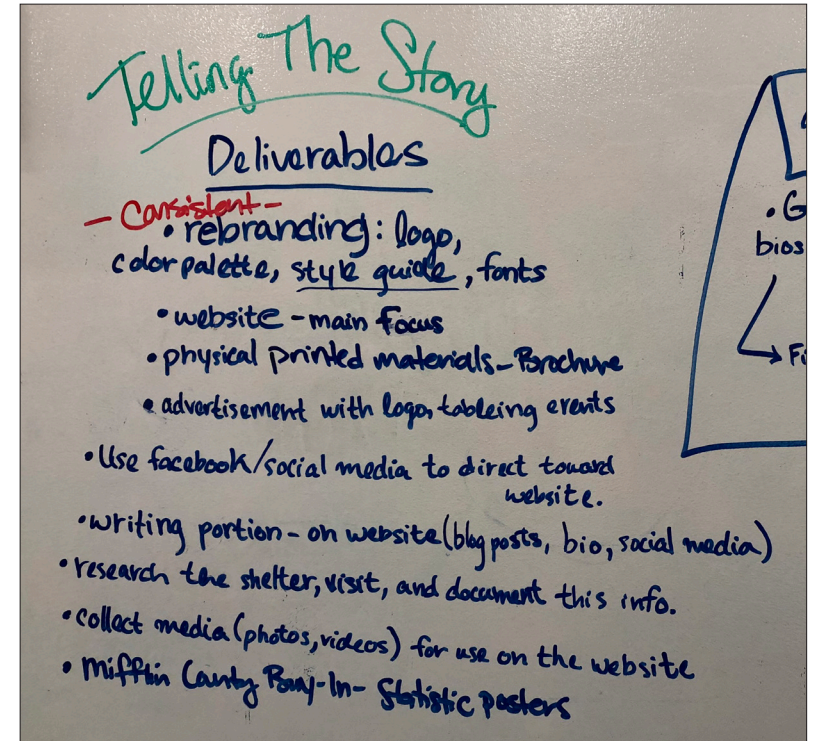 Telling The Story
Deliverables
- Consistent -
• rebranding: logo,
color palette, style guide, fonts
• website - main focus
• physical printed materials - Brochure
• advertisement with logo, tableing events
• Use facebook/social media to direct toward
website.
• writing portion - on website (blog posts, bio, social media)
• research the shelter, visit, and document this info.
• collect media (photos, videos) for use on the website
• Mifflin County Buy-In - Statistic posters
• G
bios
→ Fi